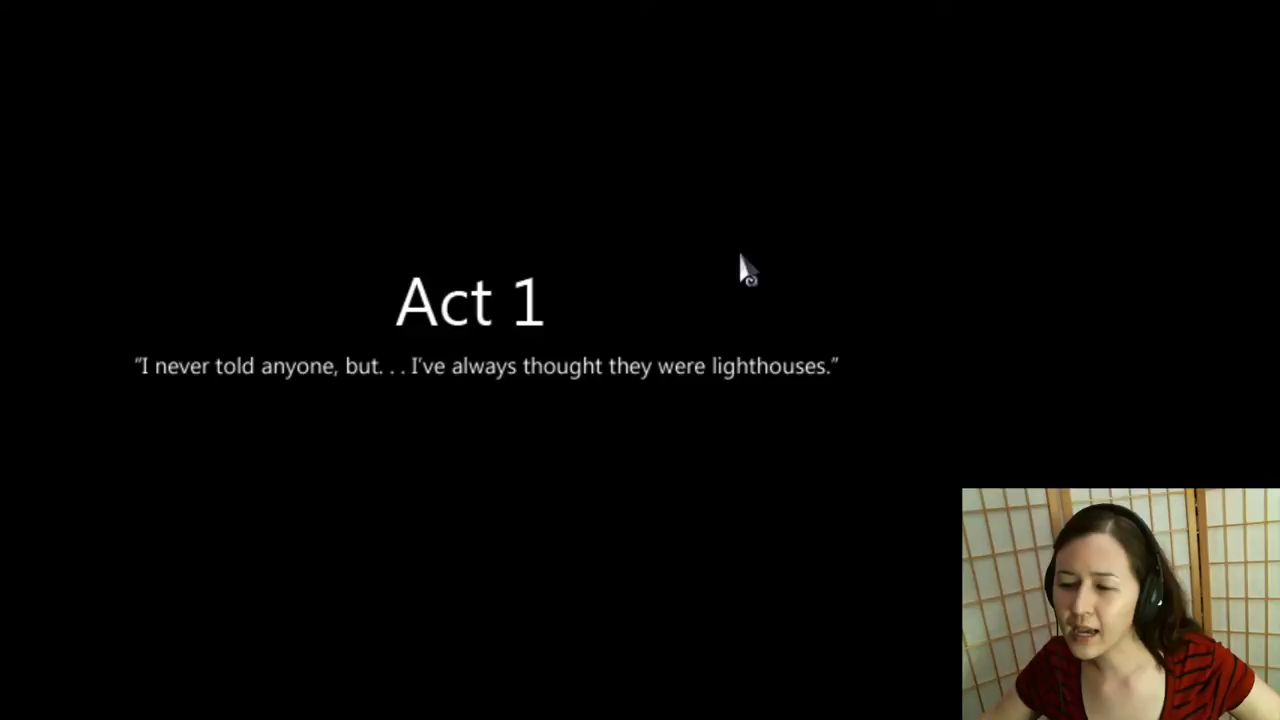 Act 1
“I never told anyone, but. . . I’ve always thought they were lighthouses.”